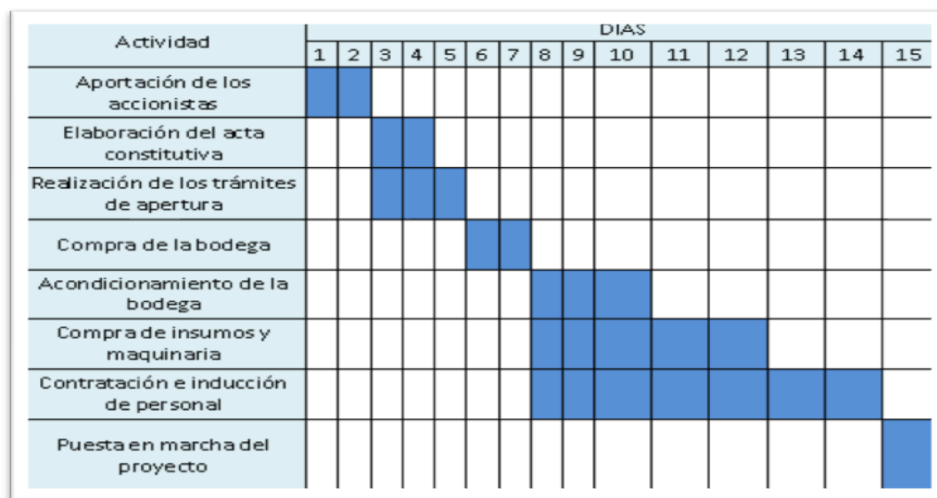 DIAS
Actividad
1 2 3 4 5 6 7 8 9 10 11 12 13 14 15
Aportación de los
accionistas
Elaboración del acta
constitutiva
Realización de los trámites
de apertura
Compra de la bodega
Acondicionamiento de la
bodega
Compra de insumos y
maquinaria
Contratación e inducción
de personal
Puesta en marcha del
proyecto